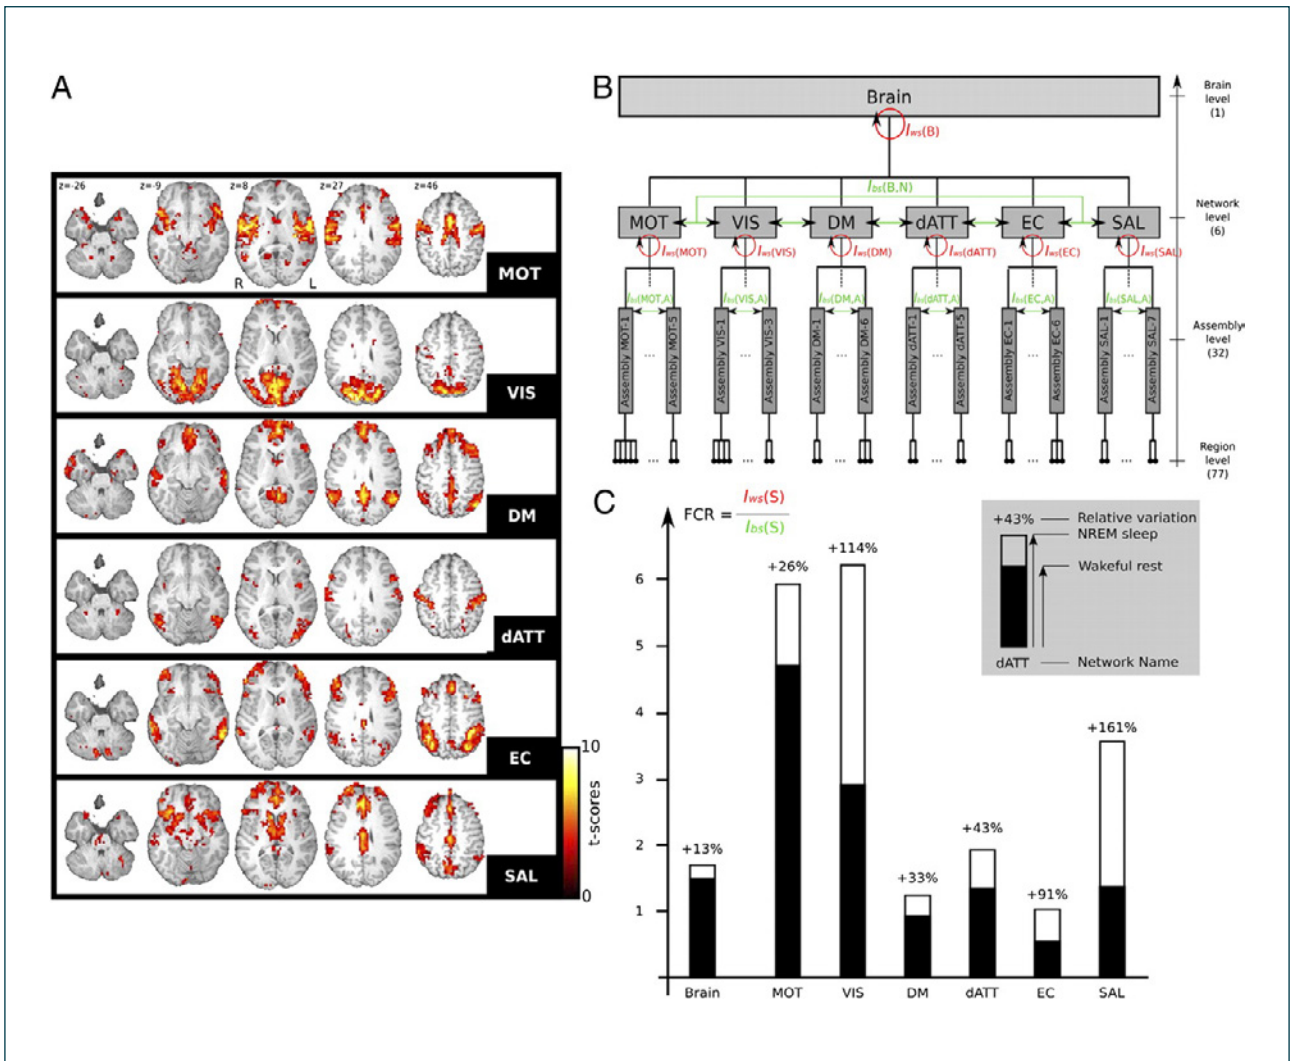 A
z=-26 z=-9 z=8 z=27 z=46
R L
MOT
VIS
DM
dATT
EC
SAL
10
t-scores
0
B
Brain
Iws(B)
Ibs(B,N)
MOT VIS DM dATT EC SAL
Iws(MOT) Iws(VIS) Iws(DM) Iws(dATT) Iws(EC) Iws(SAL)
Ibs(MOT,A) Ibs(VIS,A) Ibs(DM,A) Ibs(dATT,A) Ibs(EC,A) Ibs(SAL,A)
Assembly MOT-1 ... Assembly MOT-5 Assembly VIS-1 ... Assembly VIS-3 Assembly DM-1 ... Assembly DM-6 Assembly dATT-1 ... Assembly dATT-5 Assembly EC-1 ... Assembly EC-6 Assembly SAL-1 ... Assembly SAL-7
... ... ... ... ... ...
Brain
level
(1)
Network
level
(6)
Assembly
level
(32)
Region
level
(77)
C
FCR = Iws(S)
Ibs(S)
6
5
4
3
2
1
+13%
+26%
+114%
+33%
+43%
+91%
+161%
Brain MOT VIS DM dATT EC SAL
+43% Relative variation
NREM sleep
Wakeful rest
dATT Network Name